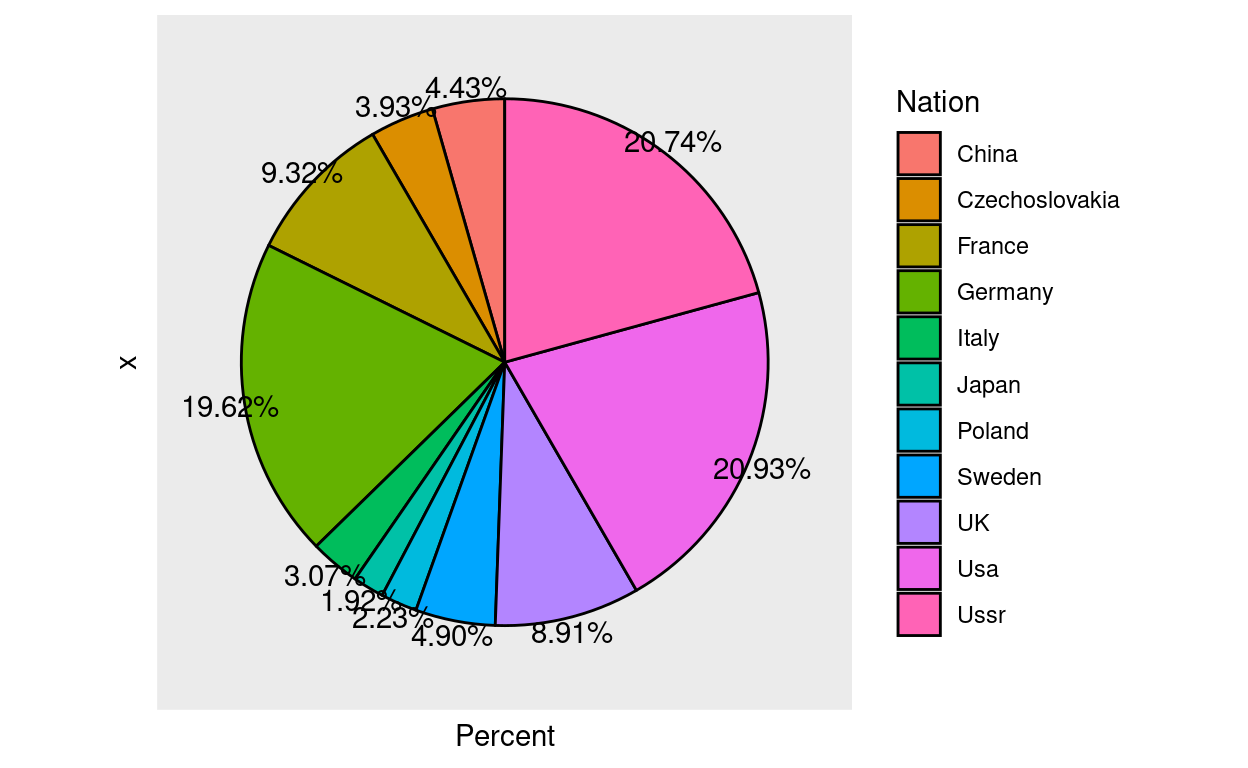 4.43%
3.93%
20.74%
9.32%
19.62%
20.93%
3.07%
1.92%
2.23%
4.90%
8.91%
x
Percent
Nation
China
Czechoslovakia
France
Germany
Italy
Japan
Poland
Sweden
UK
Usa
Ussr